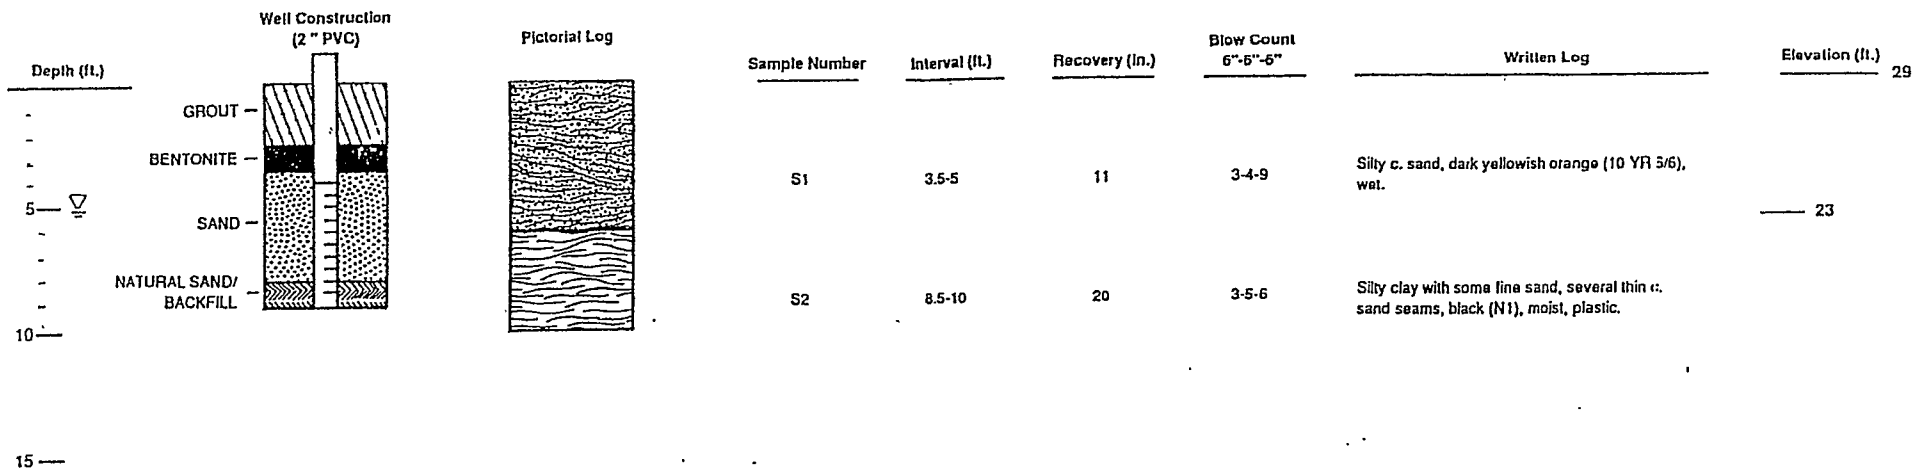 Well Construction
(2 " PVC)
Pictorial Log
Depth (ft.)
Sample Number
Interval (ft.)
Recovery (in.)
Blow Count
6"-6"-6"
Written Log
Elevation (ft.)
29
GROUT
BENTONITE
S1
3.5-5
11
3-4-9
Silty c. sand, dark yellowish orange (10 YR 5/6),
wet.
5
SAND
23
NATURAL SAND/
BACKFILL
S2
8.5-10
20
3-5-6
Silty clay with some fine sand, several thin c.
sand seams, black (N1), moist, plastic.
10
15